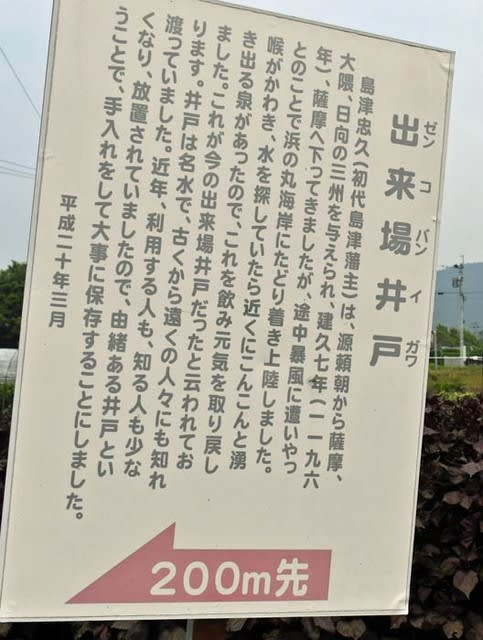 出来場井戸
ゼンコバンイガワ
島津忠久(初代島津藩主)は、源頼朝から薩摩、
大隅、日向の三州を与えられ、建久七年(一一九六
年)、薩摩へ下ってきましたが、途中暴風に遭いやっ
とのことで浜の丸海岸にたどり着き上陸しました。
喉がかわき、水を探していたら近くにこんこんと湧
き出る泉があったので、これを飲み元気を取り戻し
ました。これが今の出来場井戸だったと云われてお
ります。井戸は名水で、古くから遠くの人々にも知れ
渡っていました。近年、利用する人も、知る人も少な
くなり、放置されていましたので、由緒ある井戸とい
うことで、手入れをして大事に保存することにしました。
平成二十年三月
200m先